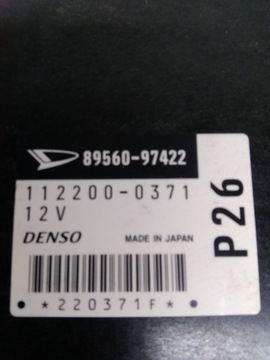 89560-97422
112200-0371
12V
DENSO MADE IN JAPAN
*220371F*
P26